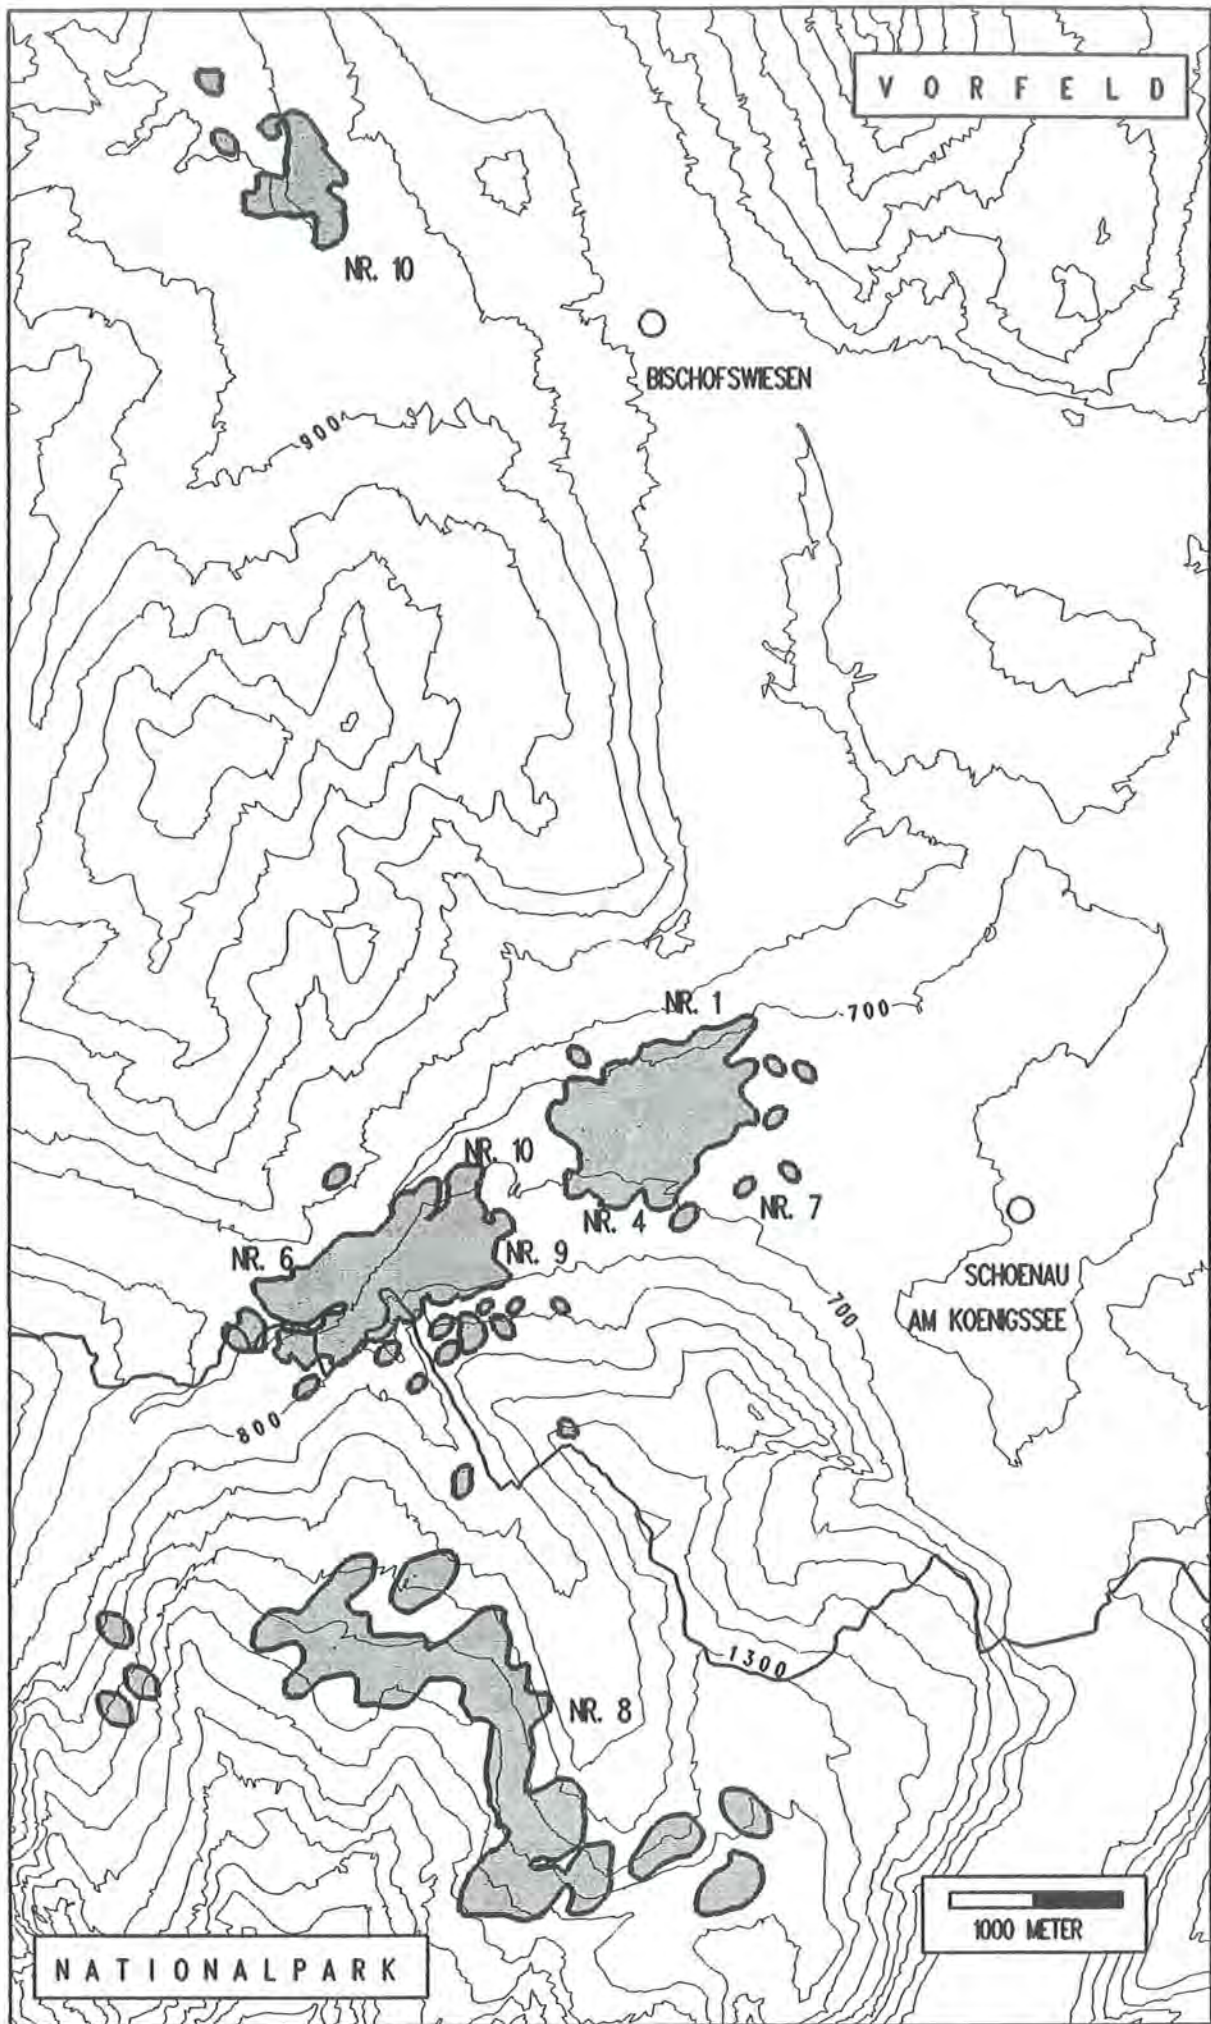 VORFELD
NR. 10
BISCHOFSWIESEN
900
NR. 1
700
NR. 10
NR. 4
NR. 7
NR. 6
NR. 9
SCHOENAU
AM KOENIGSSEE
700
800
1300
NR. 8
1000 METER
NATIONALPARK